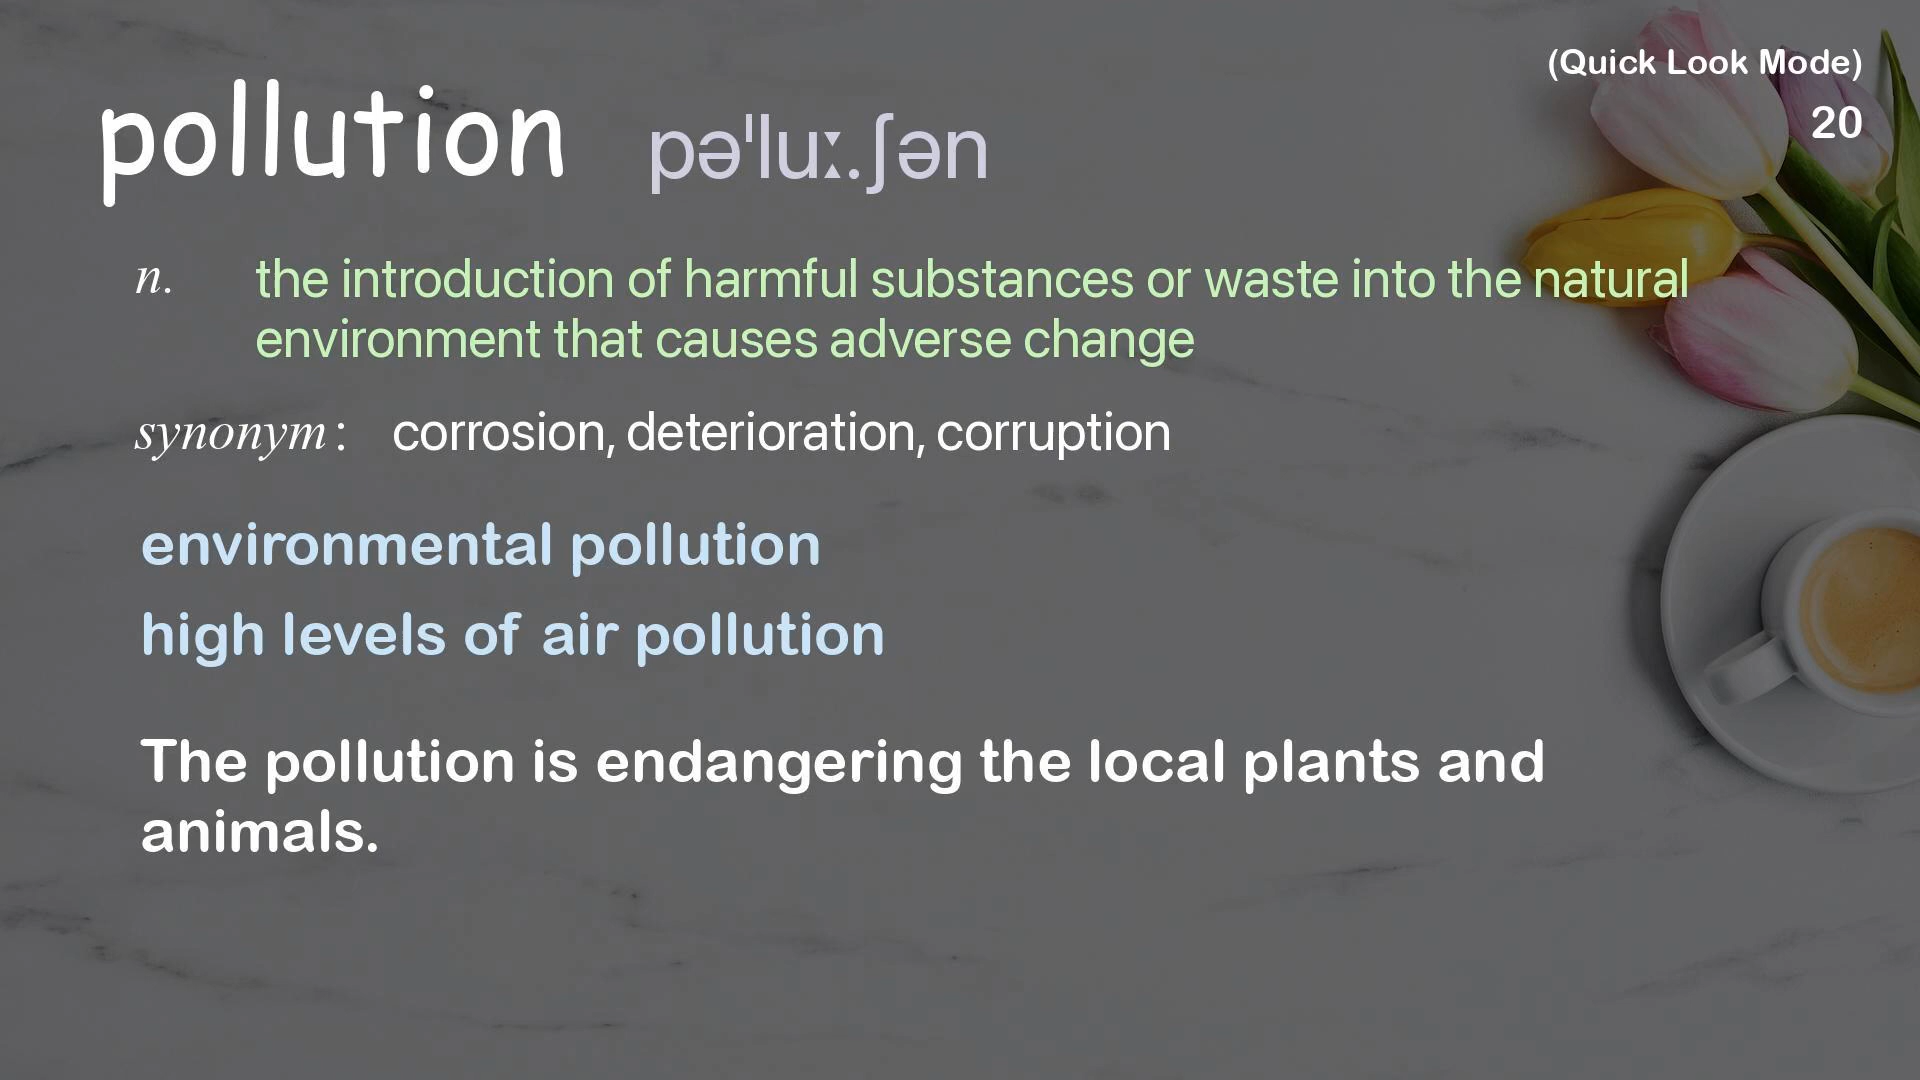 (Quick Look Mode)
20
pollution pəˈluː.ʃən
n. the introduction of harmful substances or waste into the natural
environment that causes adverse change
synonym: corrosion, deterioration, corruption
environmental pollution
high levels of air pollution
The pollution is endangering the local plants and
animals.